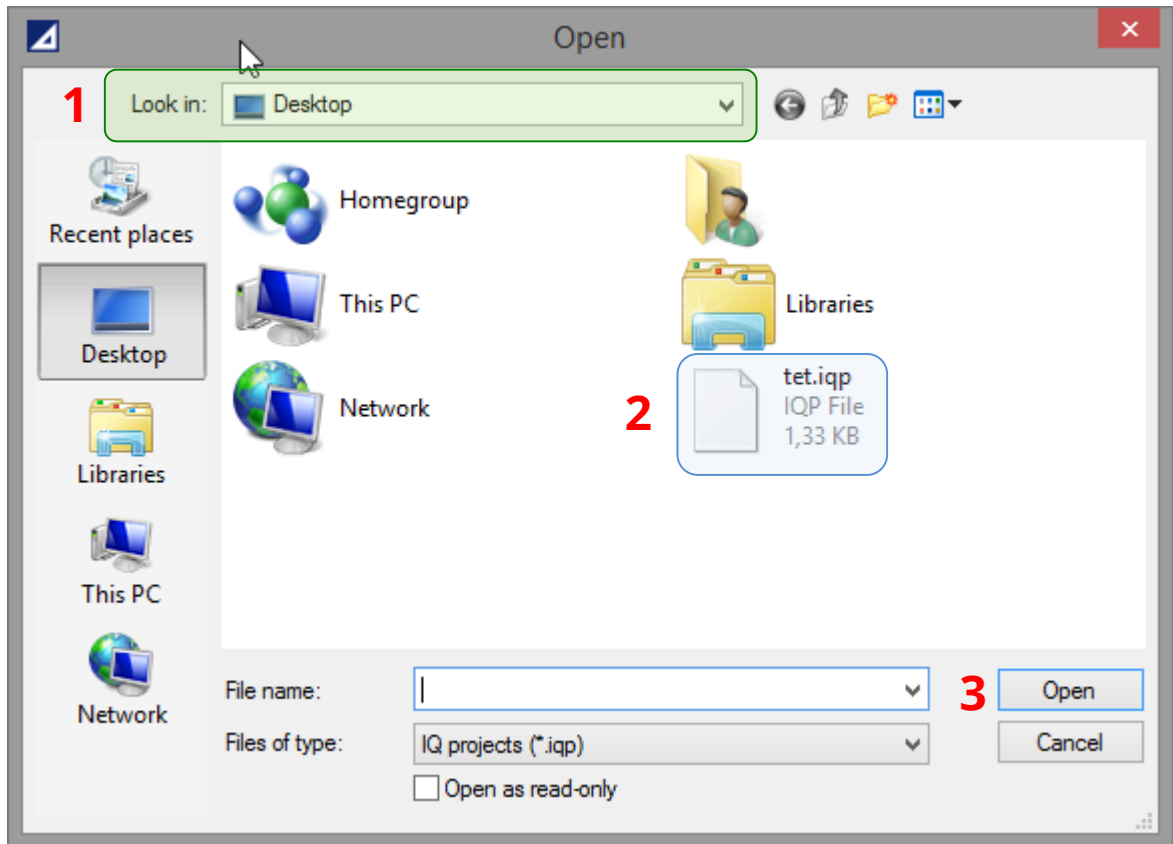 Open
1
Look in:
Desktop
Recent places
Desktop
Libraries
This PC
Network
Homegroup
This PC
Libraries
Network
2
tet.iqp
IQP File
1,33 KB
File name:
3
Open
Files of type:
IQ projects (*.iqp)
Cancel
Open as read-only